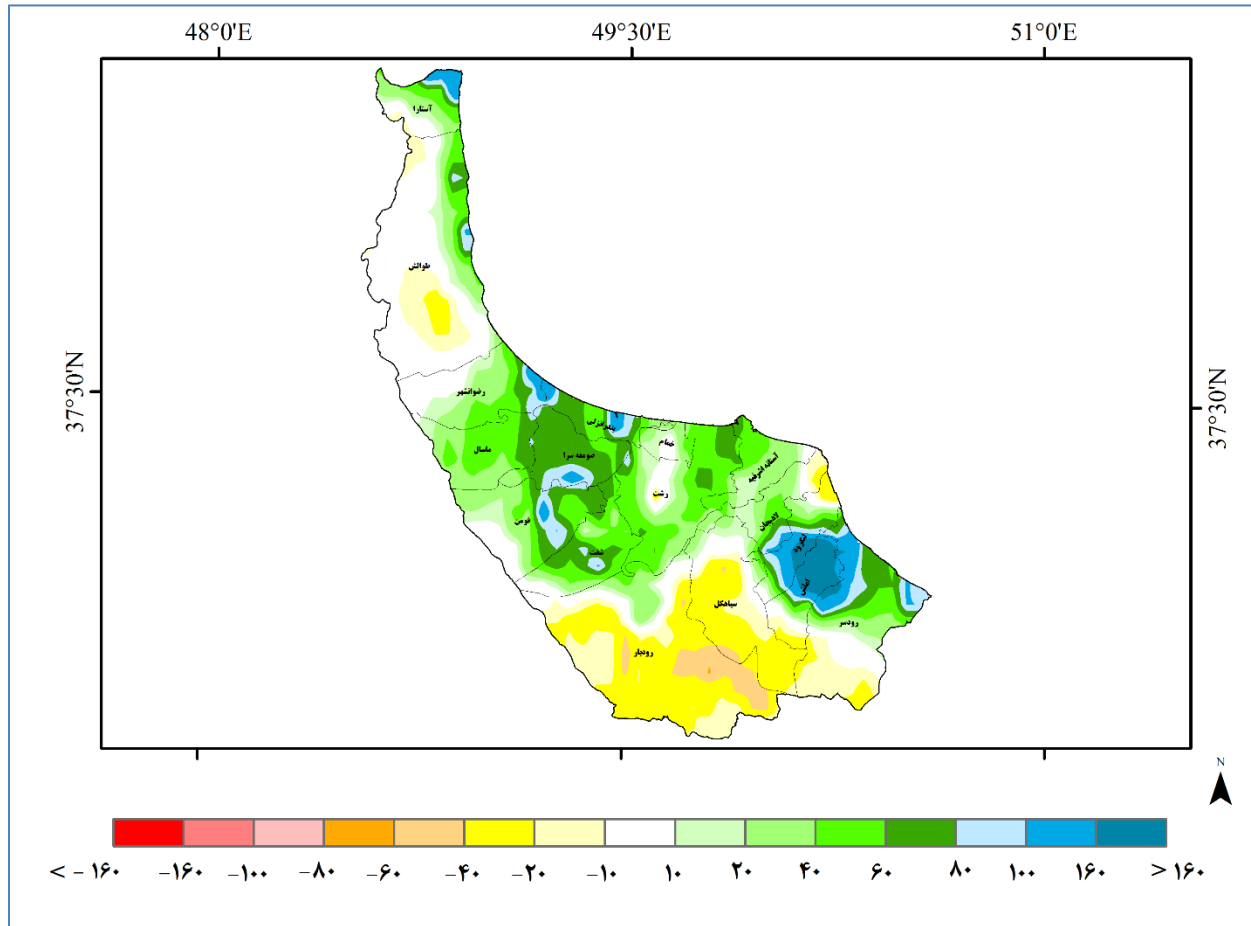 48°0'E 49°30'E 51°0'E
آستارا
طوالش
37°30'N 37°30'N
رضوانشهر
بندرانزلی
خمام
ماسال
صومعه سرا
آستانه اشرفیه
رشت
فومن
لاهیجان
شفت
لنگرود
املش
سیاهکل
رودسر
رودبار
N
< -۱۶۰ -۱۶۰ -۱۰۰ -۸۰ -۶۰ -۴۰ -۲۰ -۱۰ ۱۰ ۲۰ ۴۰ ۶۰ ۸۰ ۱۰۰ ۱۶۰ > ۱۶۰